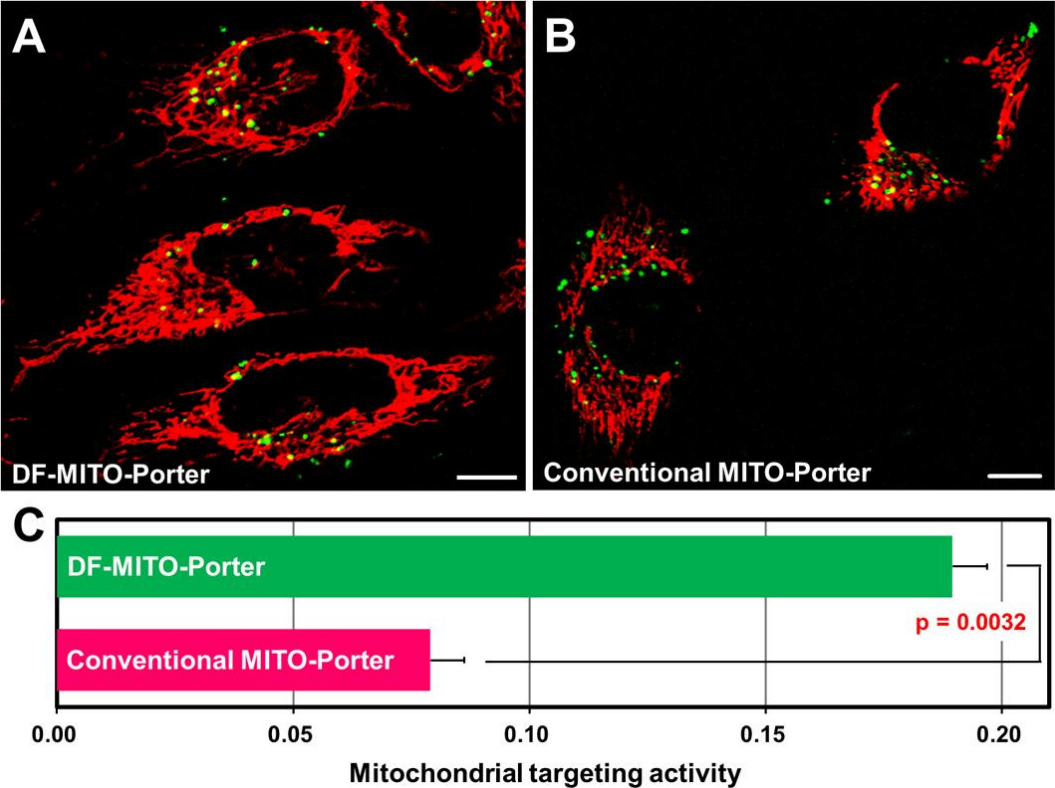 A
B
DF-MITO-Porter
Conventional MITO-Porter
C
DF-MITO-Porter
p = 0.0032
Conventional MITO-Porter
0.00
0.05
0.10
0.15
0.20
Mitochondrial targeting activity